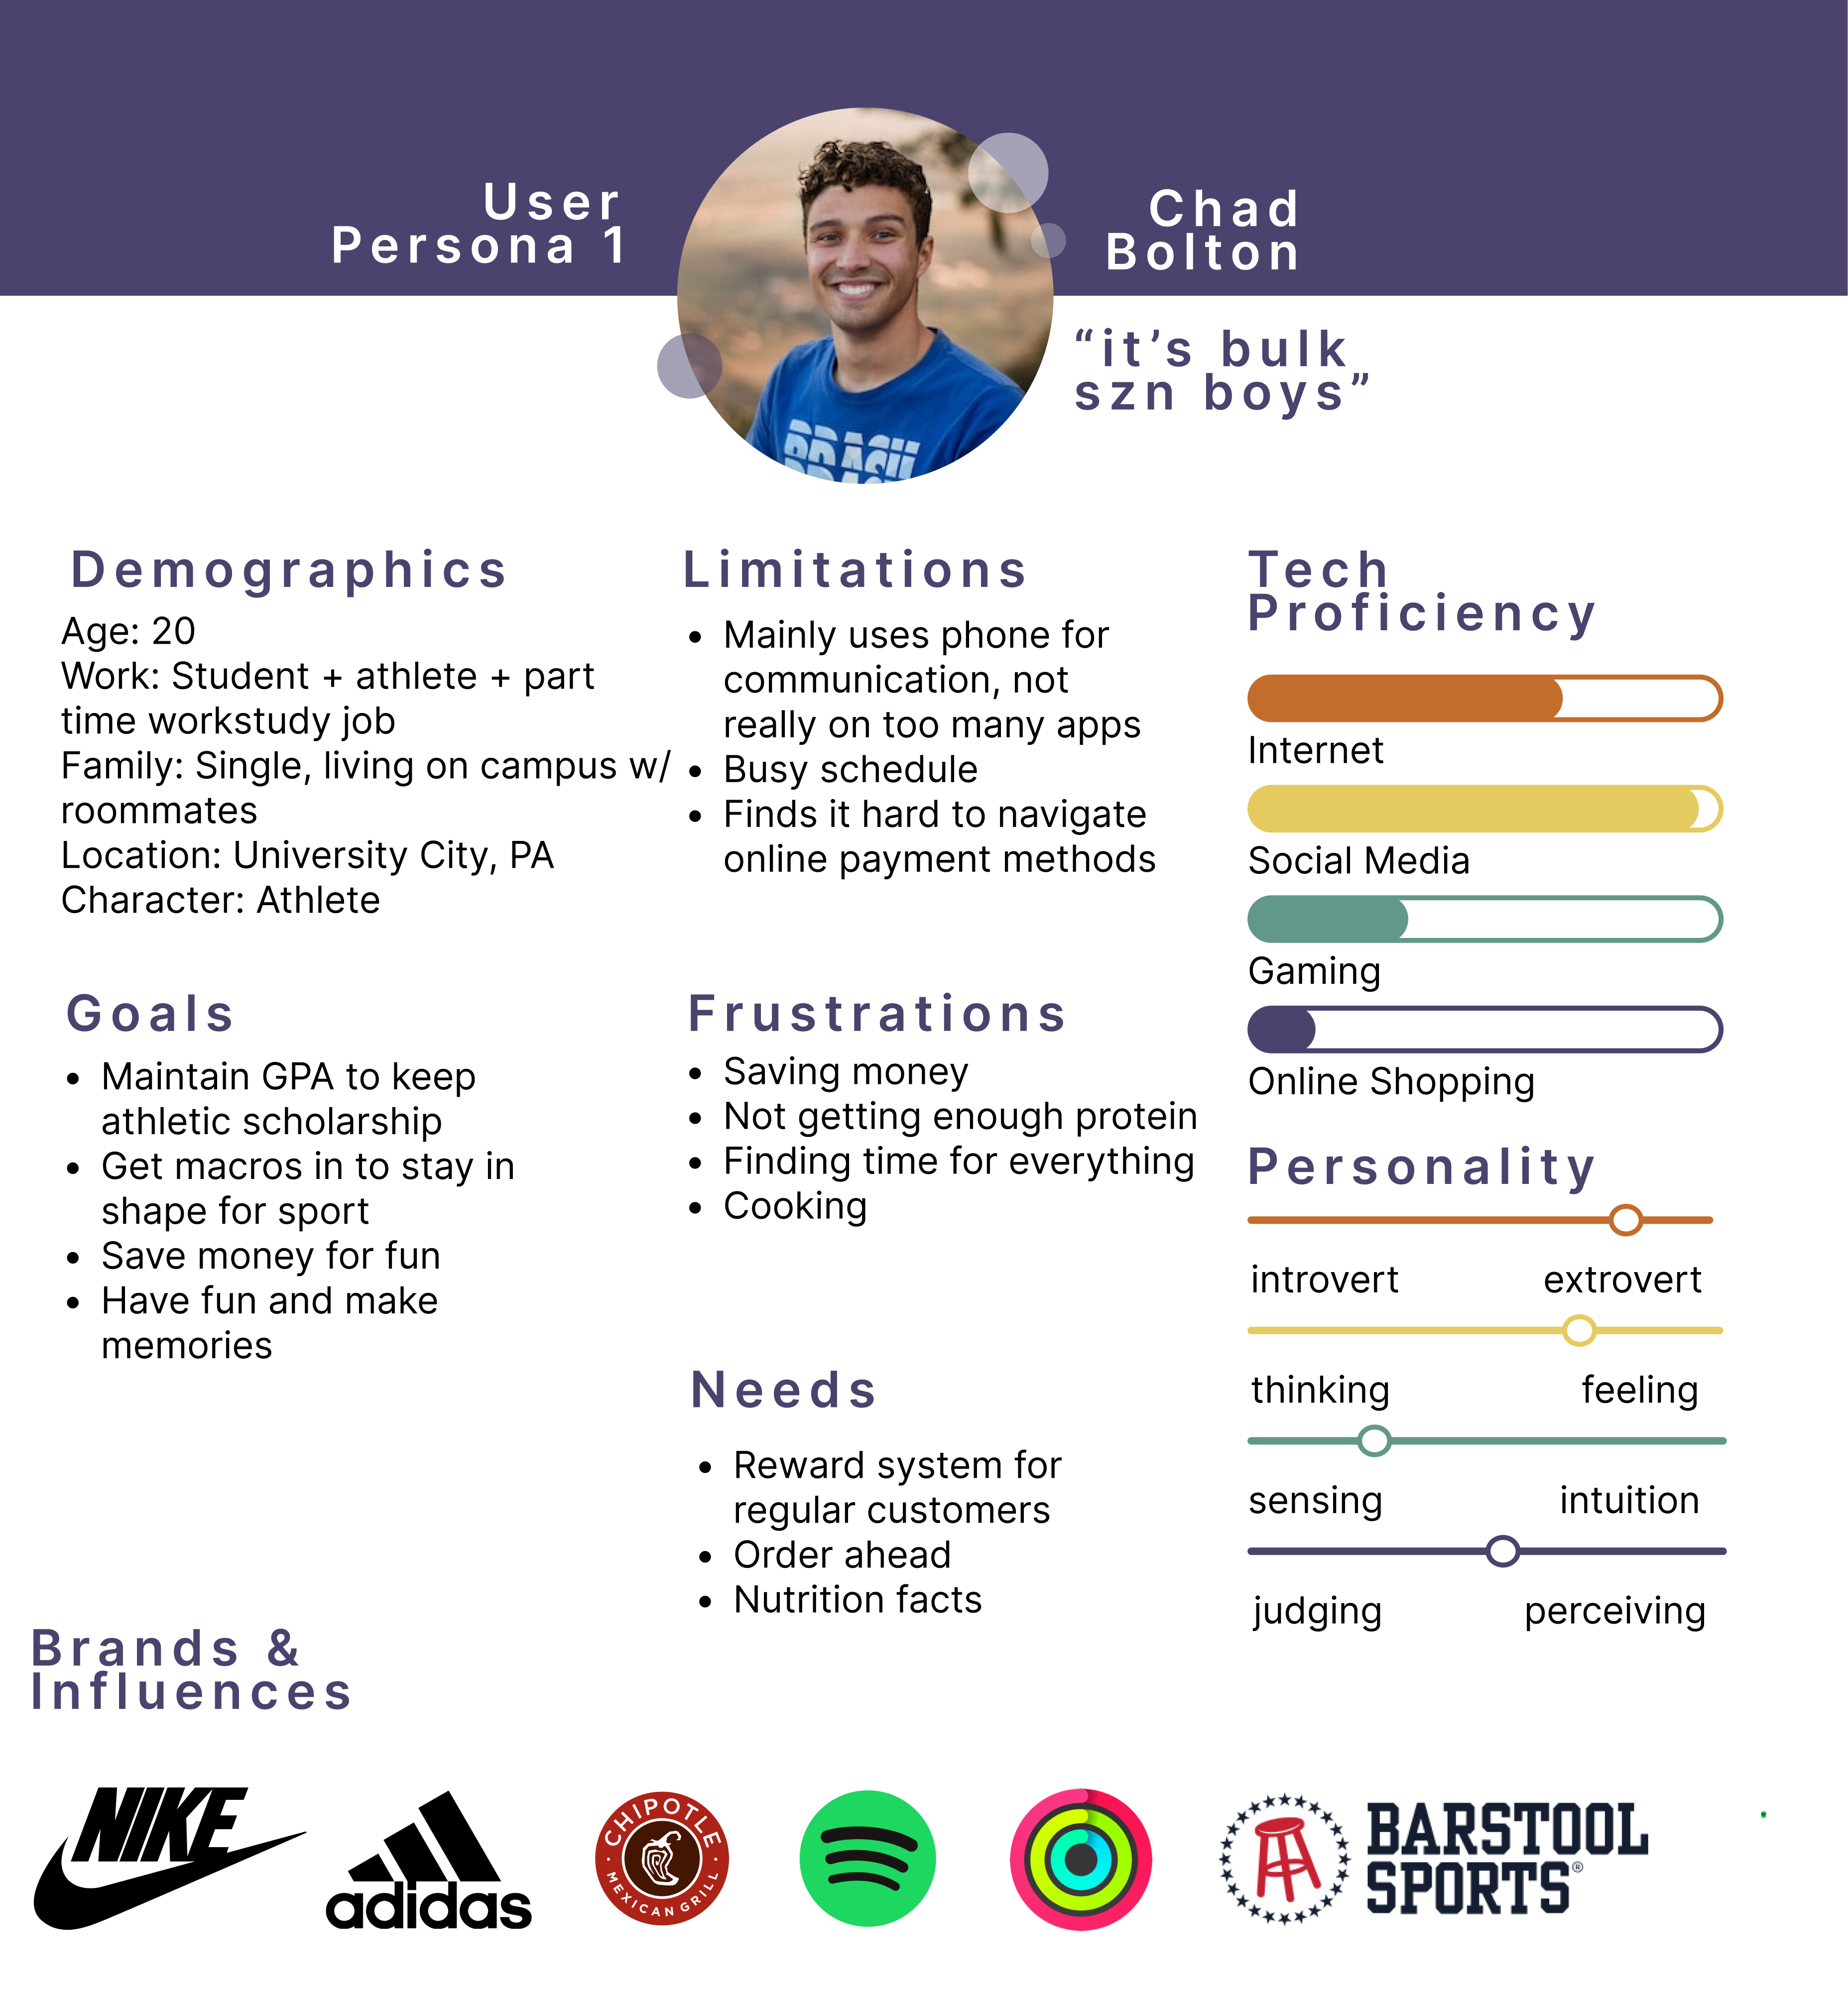 User
Persona 1
Chad
Bolton
“it’s bulk
szn boys”
BRASH
Demographics
Age: 20
Work: Student + athlete + part
time workstudy job
Family: Single, living on campus w/
roommates
Location: University City, PA
Character: Athlete
Goals
• Maintain GPA to keep
athletic scholarship
• Get macros in to stay in
shape for sport
• Save money for fun
• Have fun and make
memories
Limitations
• Mainly uses phone for
communication, not
really on too many apps
• Busy schedule
• Finds it hard to navigate
online payment methods
Frustrations
• Saving money
• Not getting enough protein
• Finding time for everything
• Cooking
Needs
• Reward system for
regular customers
• Order ahead
• Nutrition facts
Tech
Proficiency
Internet
Social Media
Gaming
Online Shopping
Personality
introvert extrovert
thinking feeling
sensing intuition
judging perceiving
Brands &
Influences
NIKE
adidas
CHIPOTLE
MEXICAN GRILL
BARSTOOL
SPORTS®